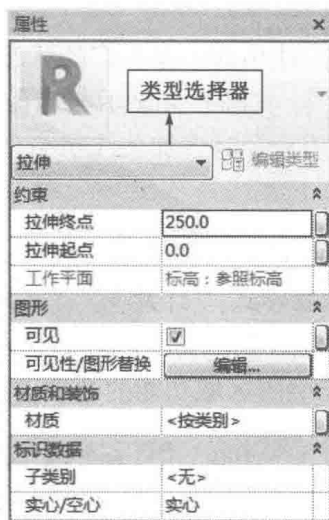 属性
R
类型选择器
拉伸
编辑类型
约束
拉伸终点 250.0
拉伸起点 0.0
工作平面 标高:参照标高
图形
可见
可见性/图形替换 编辑...
材质和装饰
材质 <按类别>
标识数据
子类别 <无>
实心/空心 实心